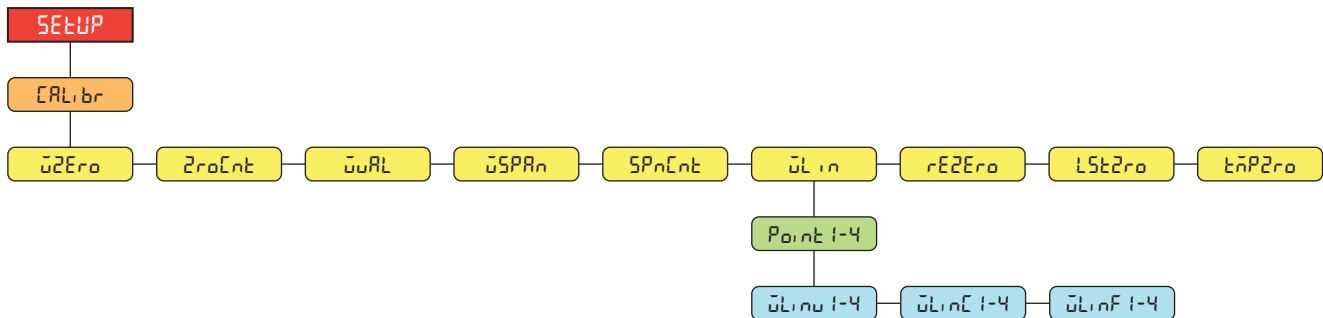 SEtUP
CALibr
WZEro
ZroCnt
WVAL
WSPAn
SPnCnt
WLin
rEZEro
LStZro
tMPZro
Point 1-4
WLinV 1-4
WLinC 1-4
WLinF 1-4